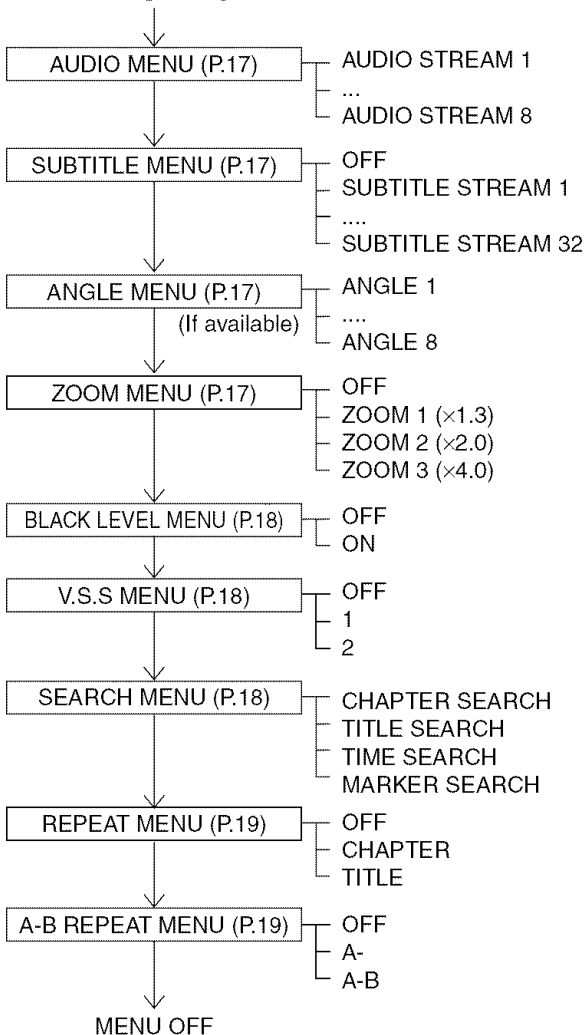 AUDIO MENU (P.17)
AUDIO STREAM 1
...
AUDIO STREAM 8
SUBTITLE MENU (P.17)
OFF
SUBTITLE STREAM 1
....
SUBTITLE STREAM 32
ANGLE MENU (P.17)
(If available)
ANGLE 1
....
ANGLE 8
ZOOM MENU (P.17)
OFF
ZOOM 1 (×1.3)
ZOOM 2 (×2.0)
ZOOM 3 (×4.0)
BLACK LEVEL MENU (P.18)
OFF
ON
V.S.S MENU (P.18)
OFF
1
2
SEARCH MENU (P.18)
CHAPTER SEARCH
TITLE SEARCH
TIME SEARCH
MARKER SEARCH
REPEAT MENU (P.19)
OFF
CHAPTER
TITLE
A-B REPEAT MENU (P.19)
OFF
A-
A-B
MENU OFF